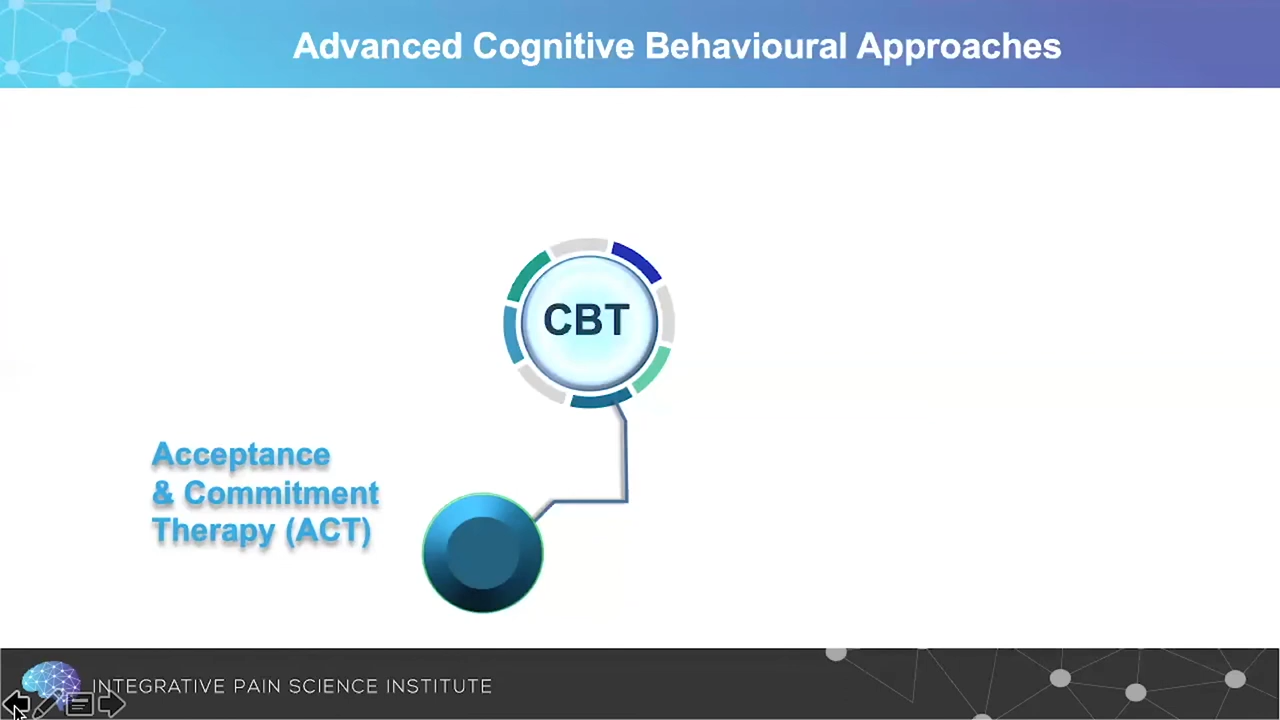 Advanced Cognitive Behavioural Approaches
CBT
Acceptance
& Commitment
Therapy (ACT)
INTEGRATIVE PAIN SCIENCE INSTITUTE